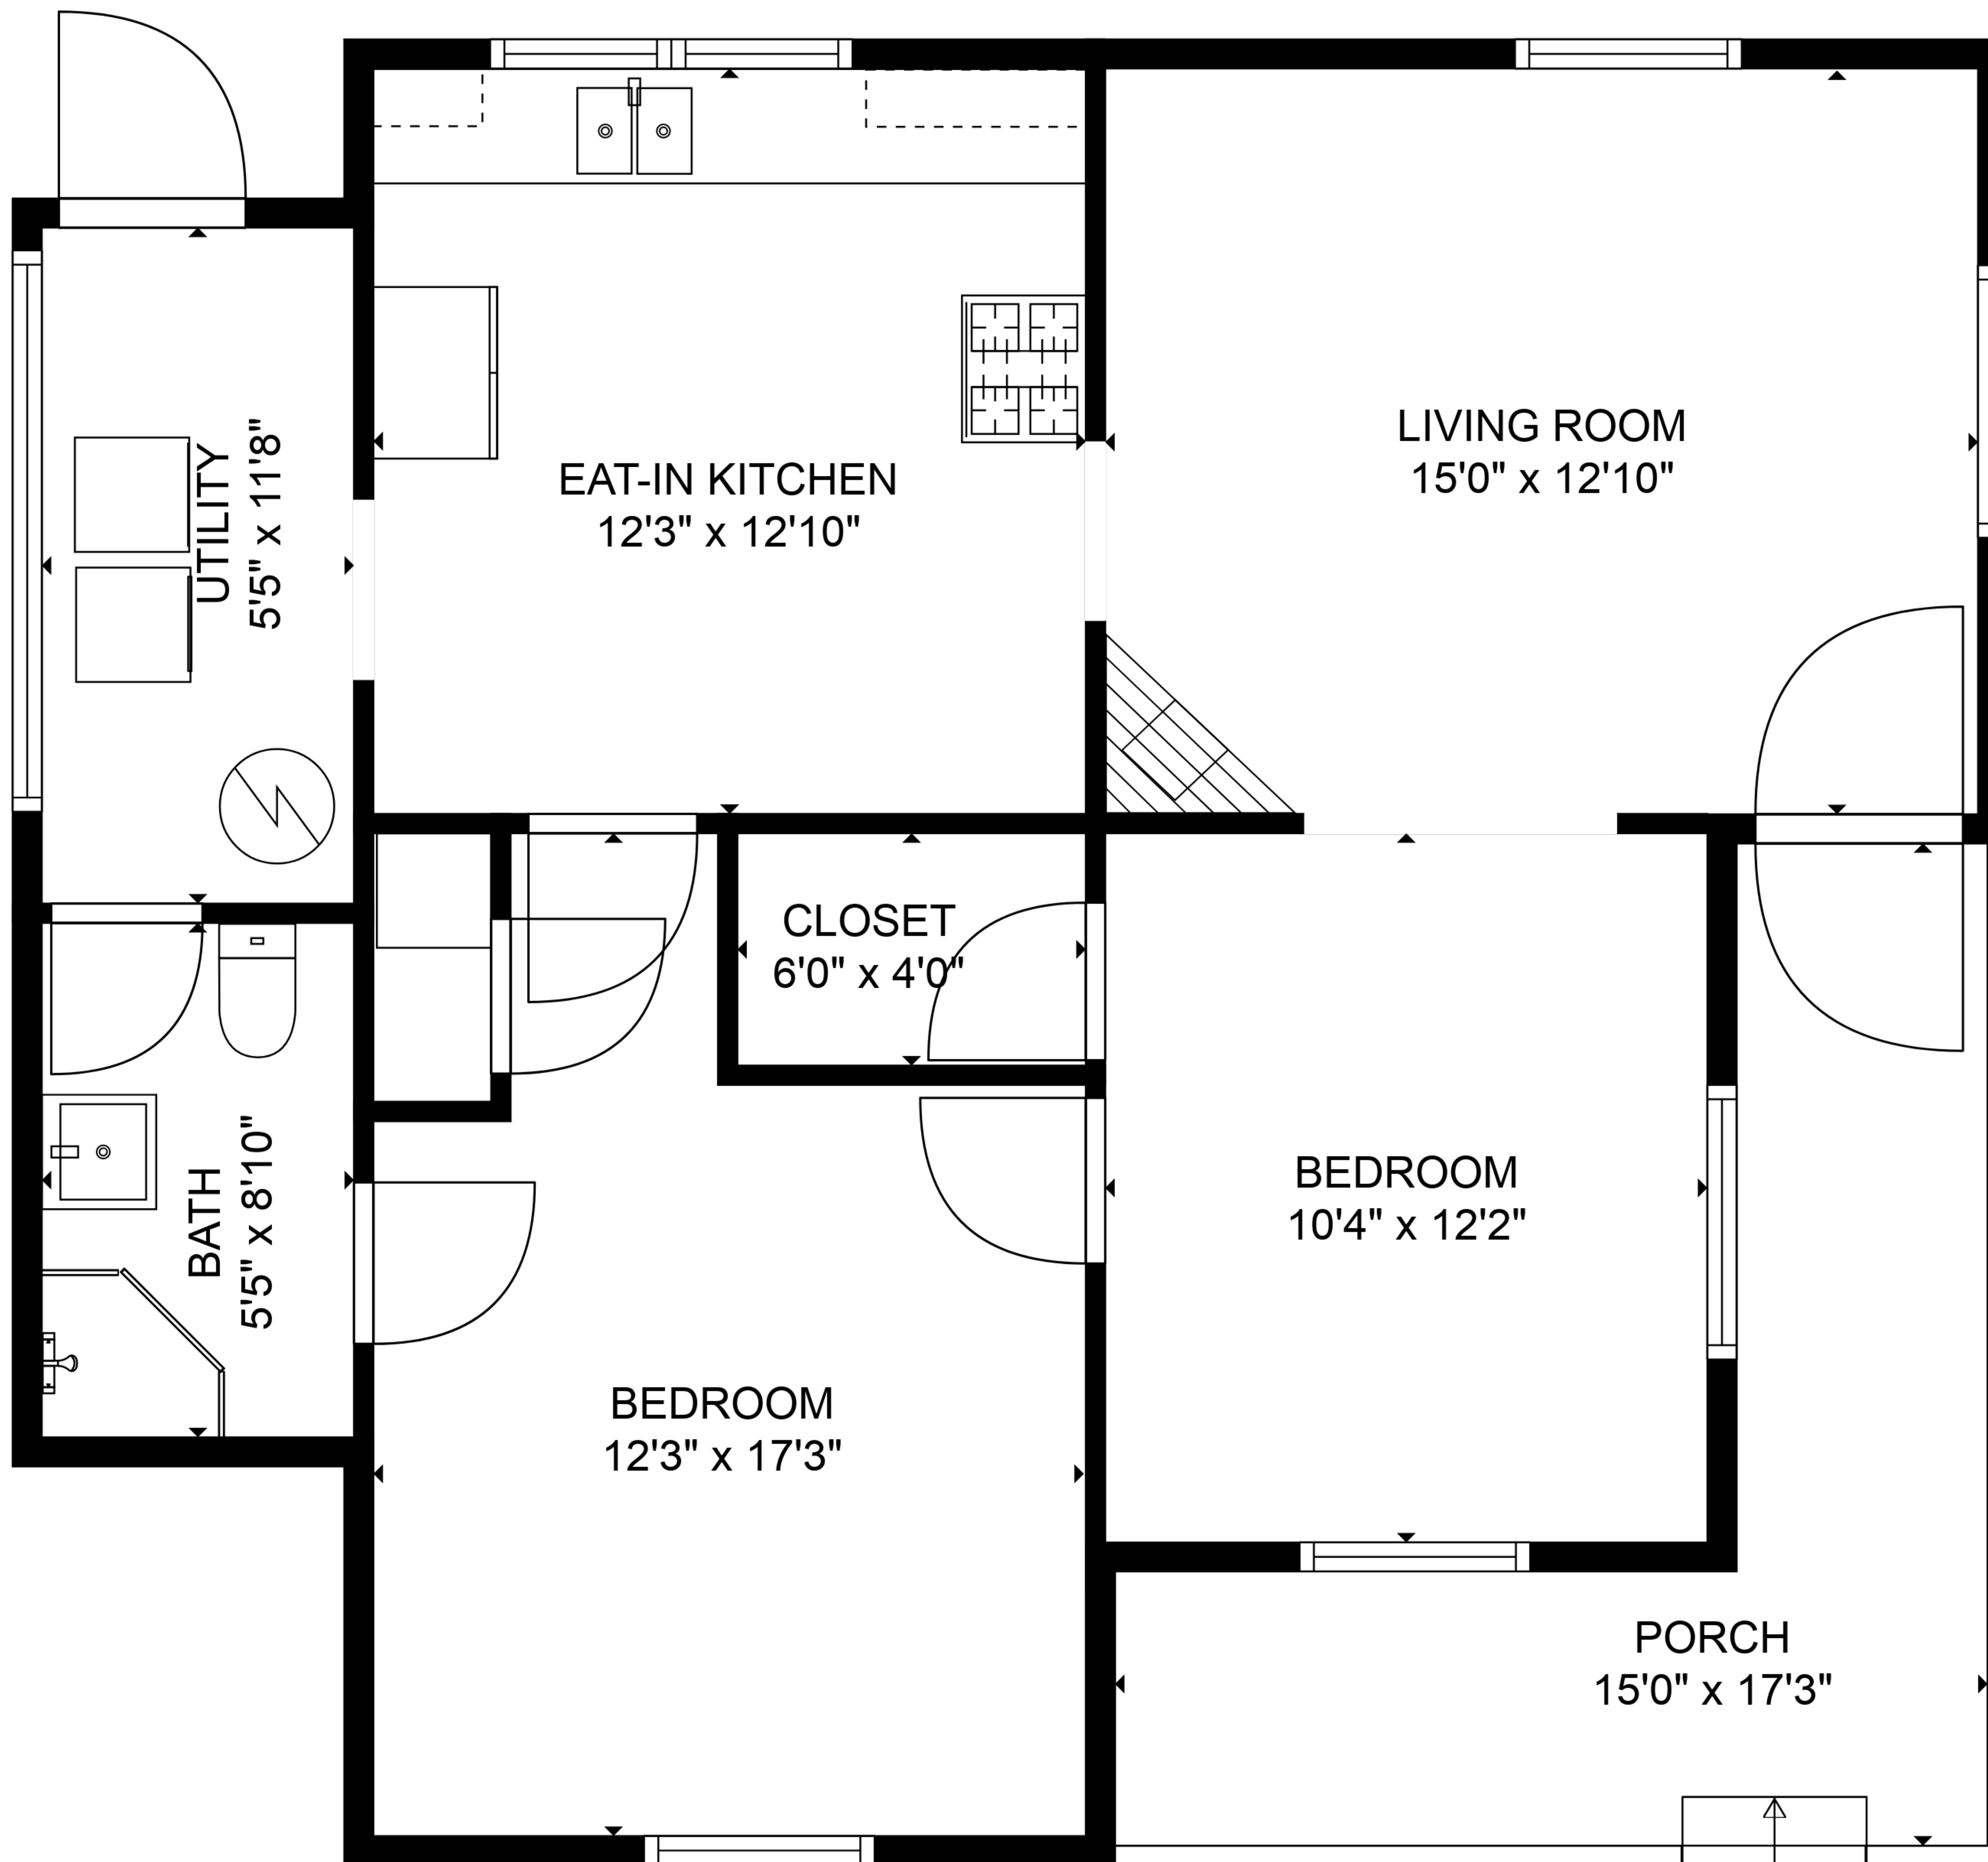 EAT-IN KITCHEN
12'3" x 12'10"
LIVING ROOM
15'0" x 12'10"
UTILITY
5'5" x 11'8"
CLOSET
6'0" x 4'0"
BATH
5'5" x 8'10"
BEDROOM
10'4" x 12'2"
BEDROOM
12'3" x 17'3"
PORCH
15'0" x 17'3"